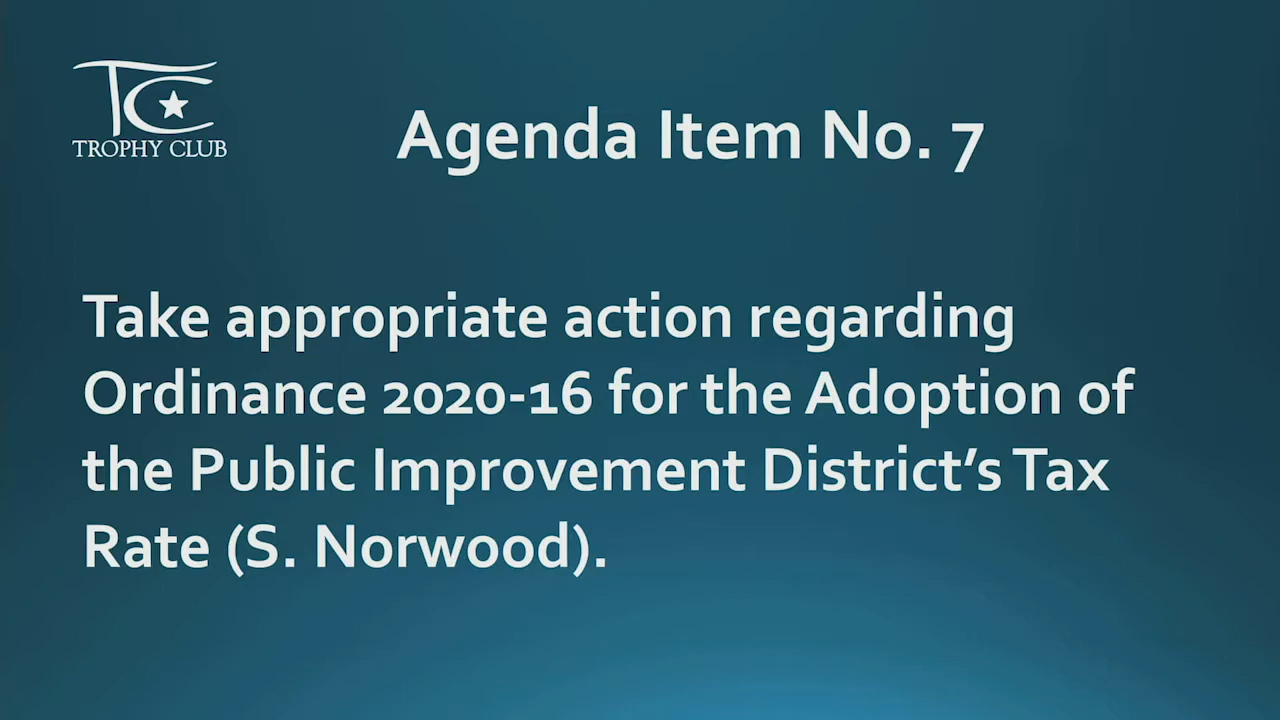 TC
TROPHY CLUB
Agenda Item No. 7
Take appropriate action regarding
Ordinance 2020-16 for the Adoption of
the Public Improvement District’s Tax
Rate (S. Norwood).